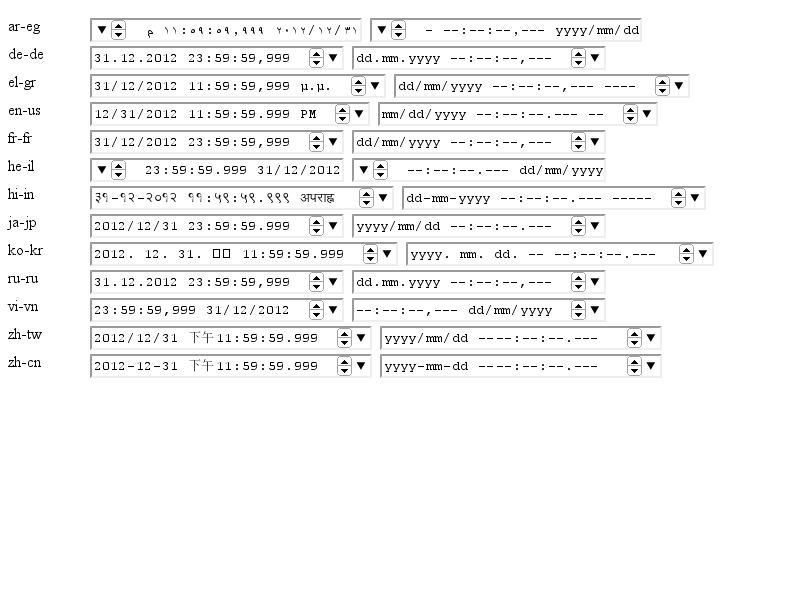 ar-eg ٢٠١٢/١٢/٣١ ١١:٥٩:٥٩,٩٩٩ م - --:--:--,--- yyyy/mm/dd
de-de 31.12.2012 23:59:59,999 dd.mm.yyyy --:--:--,---
el-gr 31/12/2012 11:59:59,999 μ.μ. dd/mm/yyyy --:--:--,--- ----
en-us 12/31/2012 11:59:59.999 PM mm/dd/yyyy --:--:--.--- --
fr-fr 31/12/2012 23:59:59,999 dd/mm/yyyy --:--:--,---
he-il 23:59:59.999 31/12/2012 --:--:--.--- dd/mm/yyyy
hi-in ३१-१२-२०१२ ११:५९:५९.९९९ अपराह्न dd-mm-yyyy --:--:--.--- -----
ja-jp 2012/12/31 23:59:59.999 yyyy/mm/dd --:--:--.---
ko-kr 2012. 12. 31. 11:59:59.999 yyyy. mm. dd. -- --:--:--.---
ru-ru 31.12.2012 23:59:59,999 dd.mm.yyyy --:--:--,---
vi-vn 23:59:59,999 31/12/2012 --:--:--,--- dd/mm/yyyy
zh-tw 2012/12/31 下午11:59:59.999 yyyy/mm/dd ----:--:--.---
zh-cn 2012-12-31 下午11:59:59.999 yyyy-mm-dd ----:--:--.---